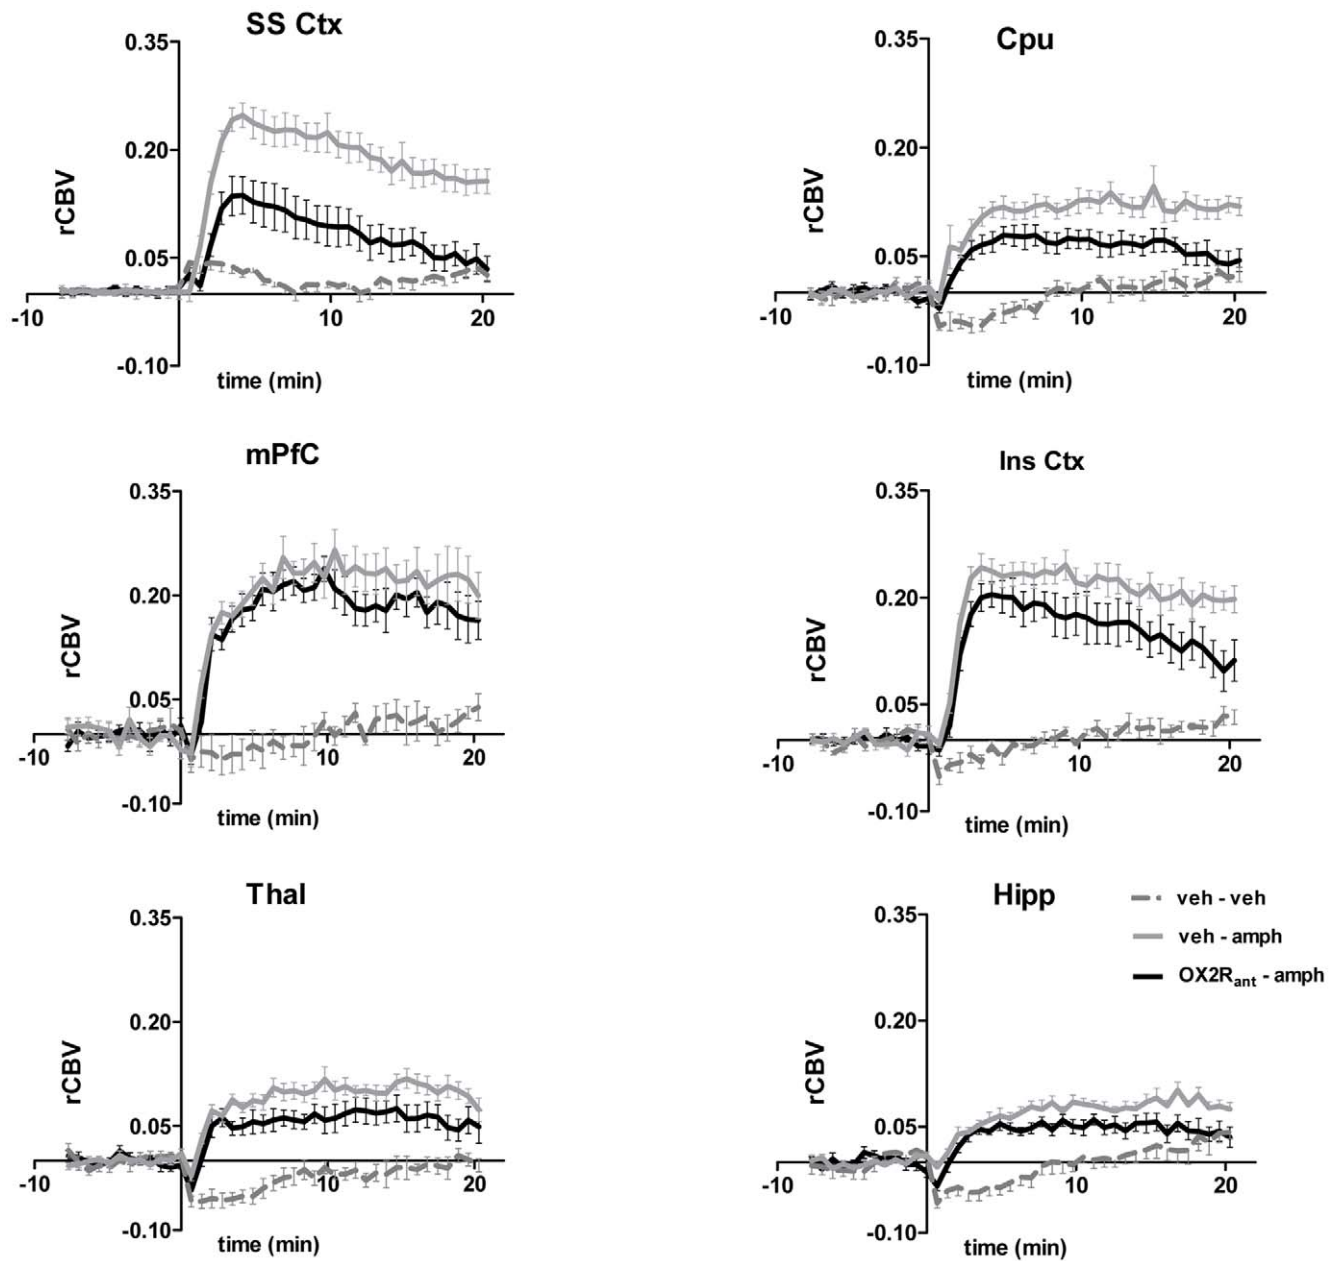 SS Ctx
0.35
0.20
0.05
-0.10
-10
10
20
rCBV
time (min)
Cpu
0.35
0.20
0.05
-0.10
-10
10
20
rCBV
time (min)
mPfC
0.35
0.20
0.05
-0.10
-10
10
20
rCBV
time (min)
Ins Ctx
0.35
0.20
0.05
-0.10
-10
10
20
rCBV
time (min)
Thal
0.35
0.20
0.05
-0.10
-10
10
20
rCBV
time (min)
Hipp
0.35
0.20
0.05
-0.10
-10
10
20
rCBV
time (min)
veh - veh
veh - amph
OX2Rant - amph